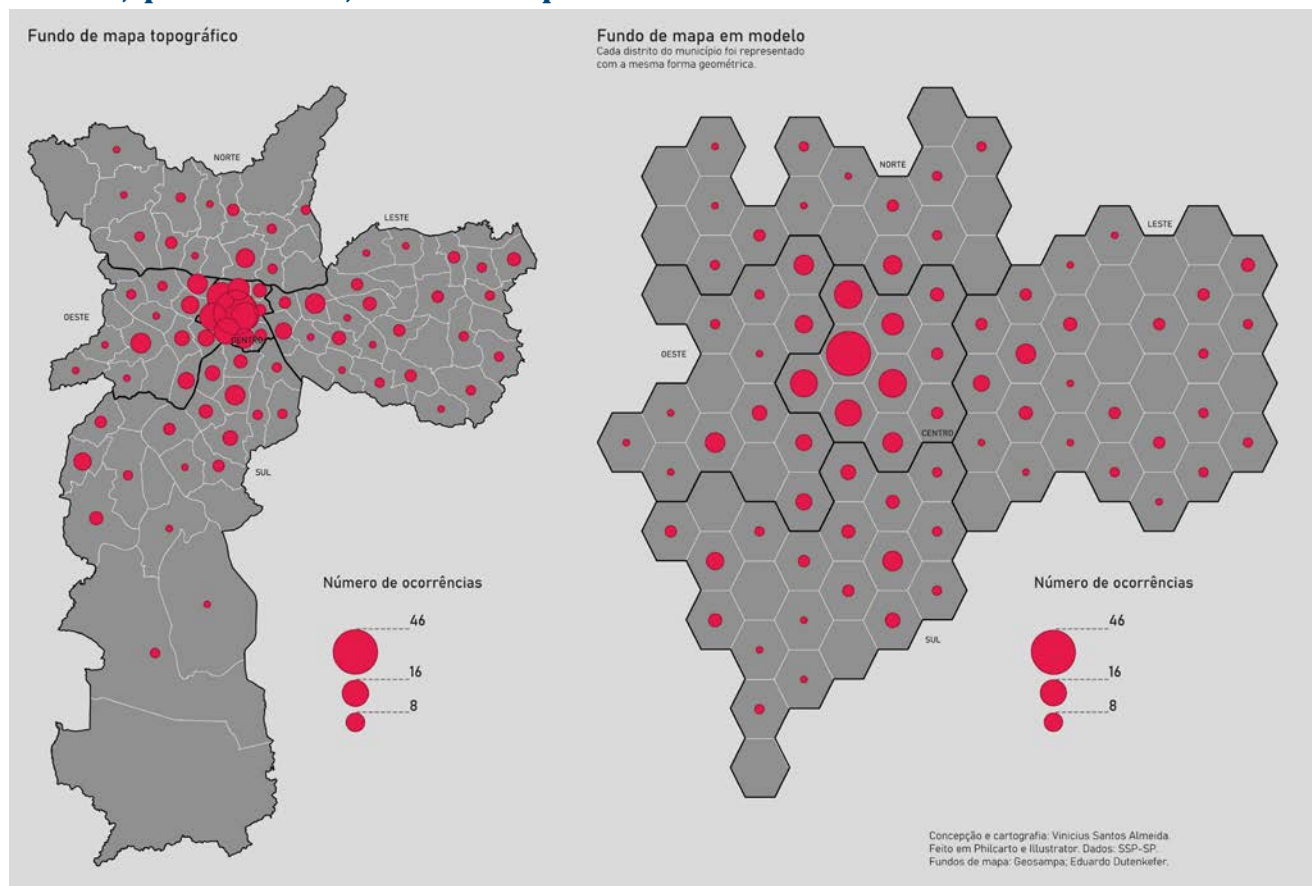 Fundo de mapa topográfico
NORTE
LESTE
OESTE
CENTRO
SUL
Número de ocorrências
46
16
8
Fundo de mapa em modelo
Cada distrito do município foi representado
com a mesma forma geométrica.
NORTE
LESTE
OESTE
CENTRO
SUL
Número de ocorrências
46
16
8
Concepção e cartografia: Vinicius Santos Almeida.
Feito em Philcarto e Illustrator. Dados: SSP-SP.
Fundos de mapa: Geosampa; Eduardo Dutenkefer.